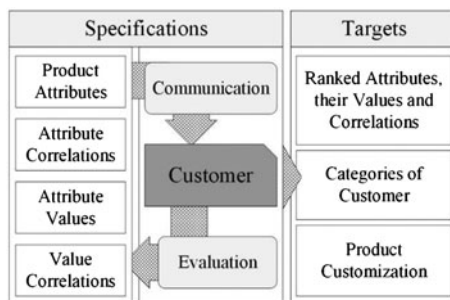 Specifications
Product
Attributes
Attribute
Correlations
Attribute
Values
Value
Correlations
Communication
Customer
Evaluation
Targets
Ranked Attributes,
their Values and
Correlations
Categories of
Customer
Product
Customization